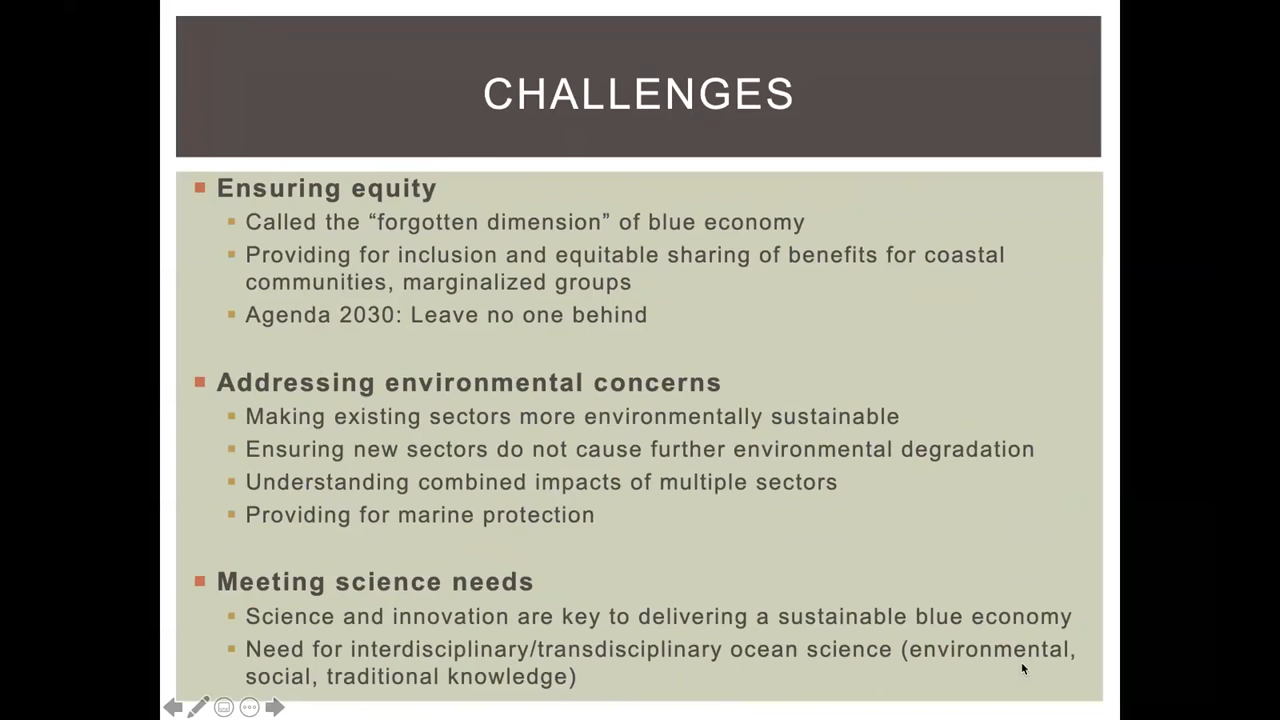 CHALLENGES
Ensuring equity
Called the “forgotten dimension” of blue economy
Providing for inclusion and equitable sharing of benefits for coastal
communities, marginalized groups
Agenda 2030: Leave no one behind
Addressing environmental concerns
Making existing sectors more environmentally sustainable
Ensuring new sectors do not cause further environmental degradation
Understanding combined impacts of multiple sectors
Providing for marine protection
Meeting science needs
Science and innovation are key to delivering a sustainable blue economy
Need for interdisciplinary/transdisciplinary ocean science (environmental,
social, traditional knowledge)